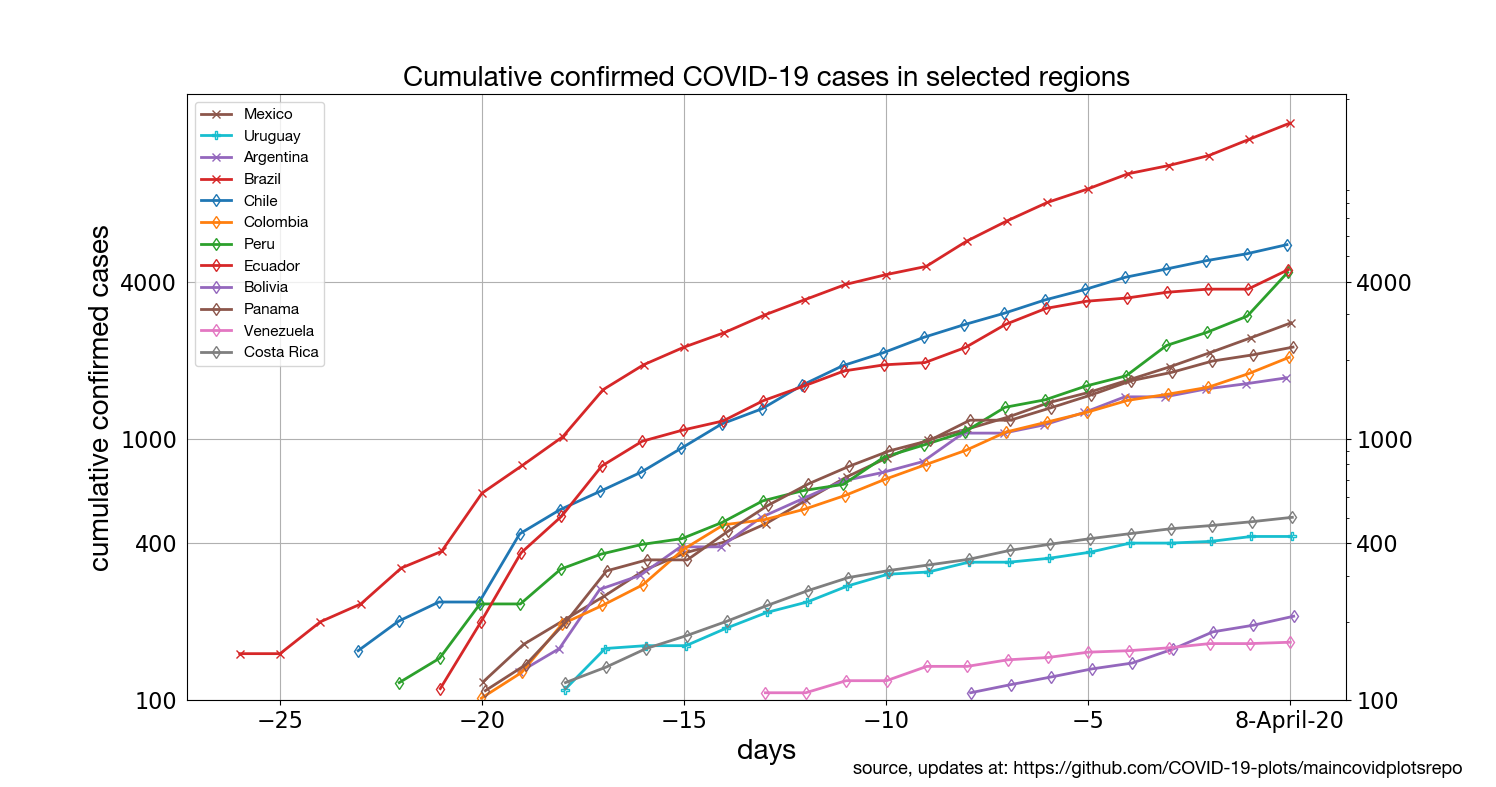 Cumulative confirmed COVID-19 cases in selected regions
Mexico
Uruguay
Argentina
Brazil
Chile
Colombia
Peru
Ecuador
Bolivia
Panama
Venezuela
Costa Rica
cumulative confirmed cases
4000
1000
400
100
4000
1000
400
100
−25
−20
−15
−10
−5
8-April-20
days
source, updates at: https://github.com/COVID-19-plots/maincovidplotsrepo